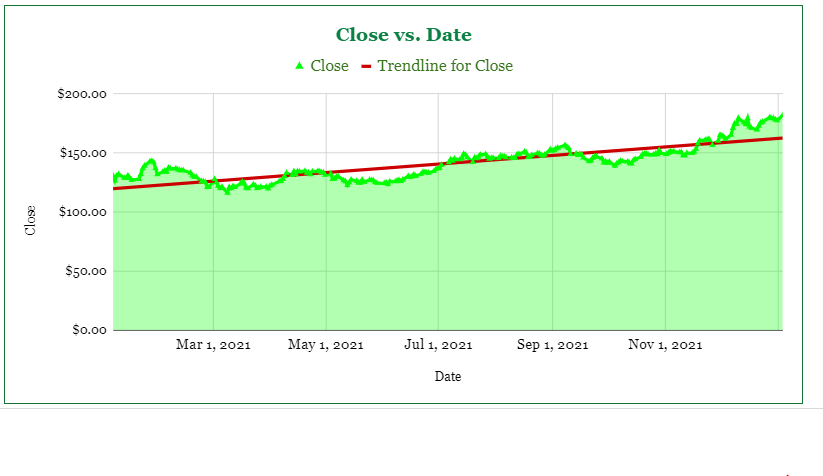 Close vs. Date
Close Trendline for Close
$200.00
$150.00
$100.00
$50.00
$0.00
Close
Mar 1, 2021 May 1, 2021 Jul 1, 2021 Sep 1, 2021 Nov 1, 2021
Date